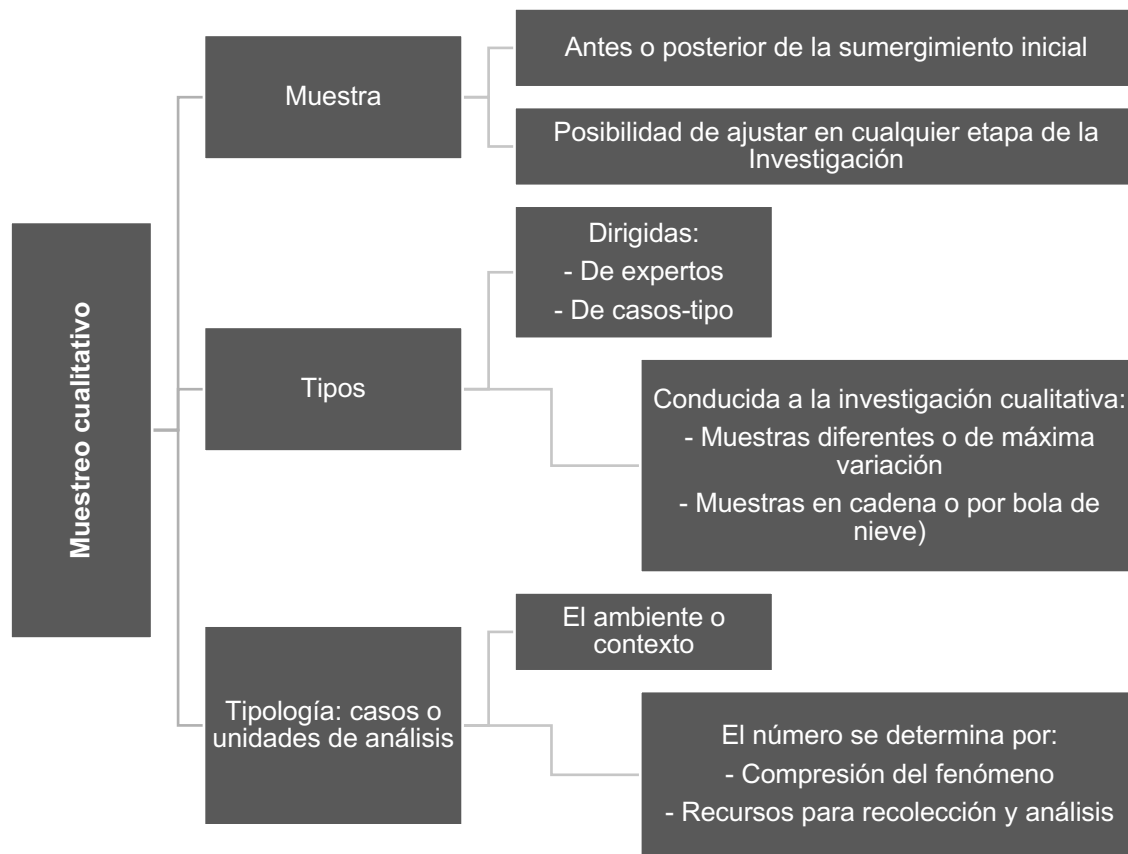 Muestreo cualitativo
Muestra
Antes o posterior de la sumergimiento inicial
Posibilidad de ajustar en cualquier etapa de la
Investigación
Tipos
Dirigidas:
- De expertos
- De casos-tipo
Conducida a la investigación cualitativa:
- Muestras diferentes o de máxima
variación
- Muestras en cadena o por bola de
nieve)
Tipología: casos o
unidades de análisis
El ambiente o
contexto
El número se determina por:
- Compresión del fenómeno
- Recursos para recolección y análisis